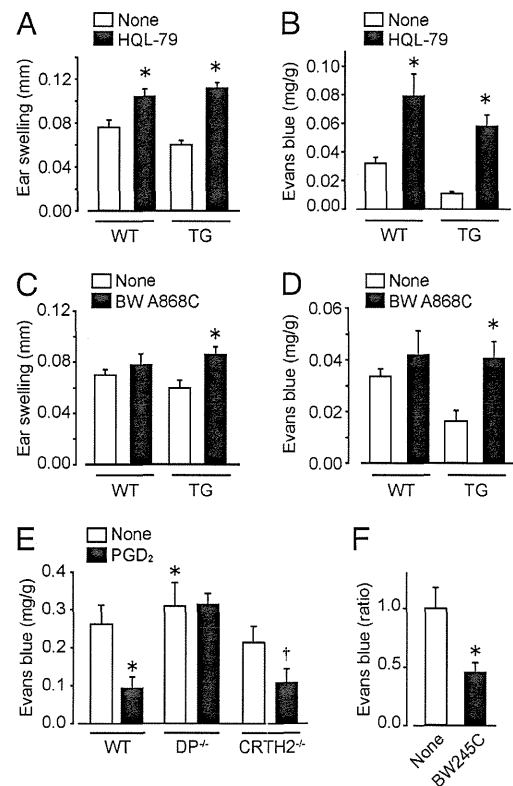 A
None
HQL-79
Ear swelling (mm)
0.12
0.08
0.04
0.00
*
*
WT
TG
B
None
HQL-79
Evans blue (mg/g)
0.10
0.08
0.06
0.04
0.02
0.00
*
*
WT
TG
C
None
BW A868C
Ear swelling (mm)
0.12
0.06
0.00
*
WT
TG
D
None
BW A868C
Evans blue (mg/g)
0.06
0.04
0.02
0.00
*
WT
TG
E
None
PGD₂
Evans blue (mg/g)
0.4
0.3
0.2
0.1
0.0
*
*
†
WT
DP-/-
CRTH2-/-
F
Evans blue (ratio)
1.0
0.5
0.0
*
None
BW245C